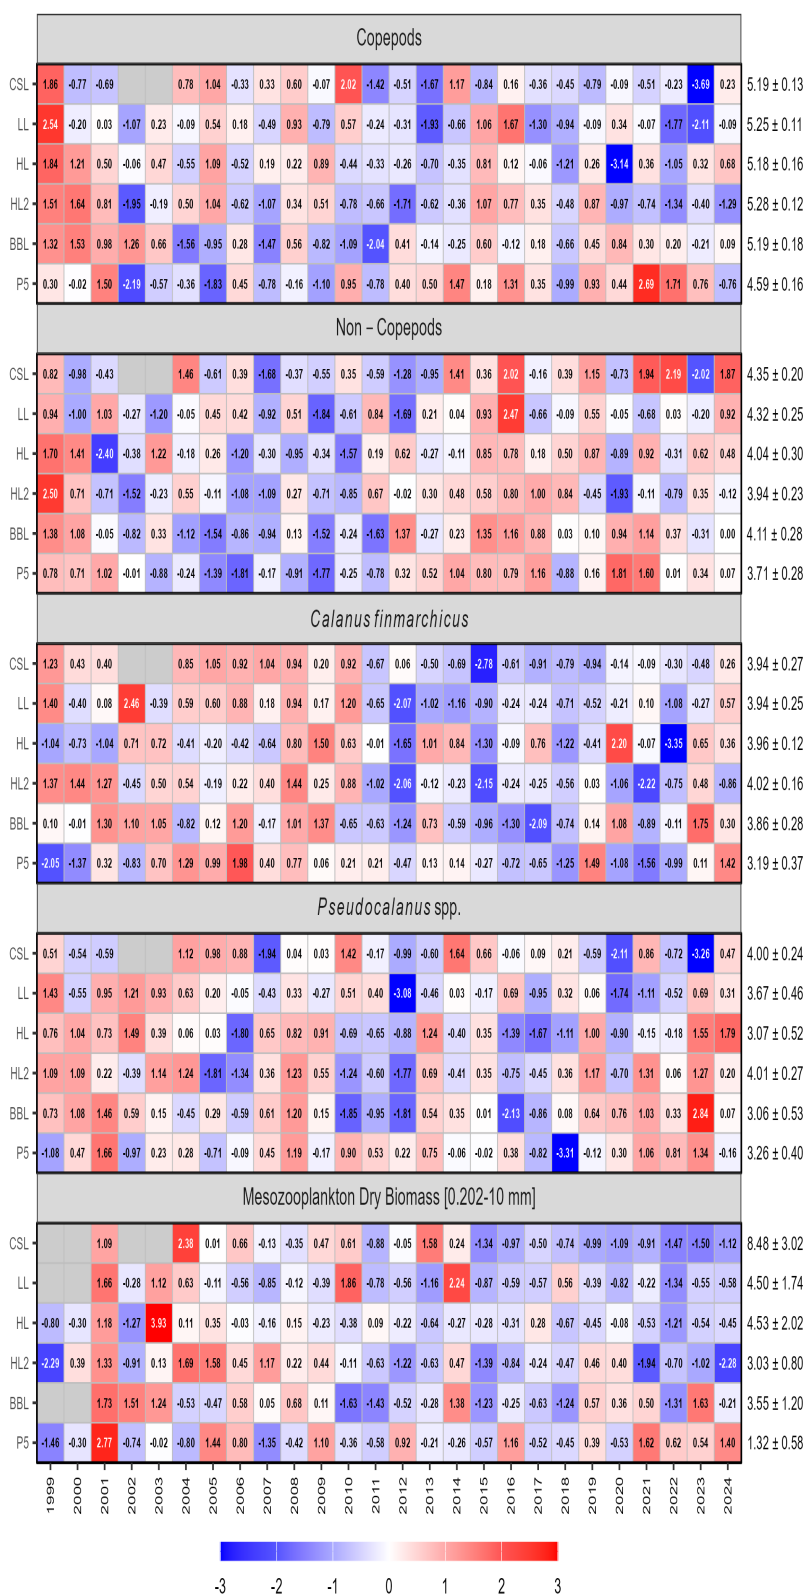 Copepods
CSL 1.86 -0.77 -0.69 0.78 1.04 -0.33 0.33 0.60 -0.07 2.02 -1.42 -0.51 -1.67 1.17 -0.84 0.16 -0.36 -0.45 -0.79 -0.09 -0.51 -0.23 -3.69 0.23 5.19 ± 0.13
LL 2.54 -0.20 0.03 -1.07 0.23 -0.09 0.54 0.18 -0.49 0.93 -0.79 0.57 -0.24 -0.31 -1.93 -0.66 1.06 1.67 -1.30 -0.94 -0.09 0.34 -0.07 -1.77 -2.11 -0.09 5.25 ± 0.11
HL 1.84 1.21 0.50 -0.06 0.47 -0.55 1.09 -0.52 0.19 0.22 0.89 -0.44 -0.33 -0.26 -0.70 -0.35 0.81 0.12 -0.06 -1.21 0.26 -3.14 0.36 -1.05 0.32 0.68 5.18 ± 0.16
HL2 1.51 1.64 0.81 -1.95 -0.19 0.50 1.04 -0.62 -1.07 0.34 0.51 -0.78 -0.66 -1.71 -0.62 -0.36 1.07 0.77 0.35 -0.48 0.87 -0.97 -0.74 -1.34 -0.40 -1.29 5.28 ± 0.12
BBL 1.32 1.53 0.98 1.26 0.66 -1.56 -0.95 0.28 -1.47 0.56 -0.82 -1.09 -2.04 0.41 -0.14 -0.25 0.60 -0.12 0.18 -0.66 0.45 0.84 0.30 0.20 -0.21 0.09 5.19 ± 0.18
P5 0.30 -0.02 1.50 -2.19 -0.57 -0.36 -1.83 0.45 -0.78 -0.16 -1.10 0.95 -0.78 0.40 0.50 1.47 0.18 1.31 0.35 -0.99 0.93 0.44 2.69 1.71 0.76 -0.76 4.59 ± 0.16
Non – Copepods
CSL 0.82 -0.98 -0.43 1.46 -0.61 0.39 -1.68 -0.37 -0.55 0.35 -0.59 -1.28 -0.95 1.41 0.36 2.02 -0.16 0.39 1.15 -0.73 1.94 2.19 -2.02 1.87 4.35 ± 0.20
LL 0.94 -1.00 1.03 -0.27 -1.20 -0.05 0.45 0.42 -0.92 0.51 -1.84 -0.61 0.84 -1.69 0.21 0.04 0.93 2.47 -0.66 -0.09 0.55 -0.05 -0.68 0.03 -0.20 0.92 4.32 ± 0.25
HL 1.70 1.41 -2.40 -0.38 1.22 -0.18 0.26 -1.20 -0.30 -0.95 -0.34 -1.57 0.19 0.62 -0.27 -0.11 0.85 0.78 0.18 0.50 0.87 -0.89 0.92 -0.31 0.62 0.48 4.04 ± 0.30
HL2 2.50 0.71 -0.71 -1.52 -0.23 0.55 -0.11 -1.08 -1.09 0.27 -0.71 -0.85 0.67 -0.02 0.30 0.48 0.58 0.80 1.00 0.84 -0.45 -1.93 -0.11 -0.79 0.35 -0.12 3.94 ± 0.23
BBL 1.38 1.08 -0.05 -0.82 0.33 -1.12 -1.54 -0.86 -0.94 0.13 -1.52 -0.24 -1.63 1.37 -0.27 0.23 1.35 1.16 0.88 0.03 0.10 0.94 1.14 0.37 -0.31 0.00 4.11 ± 0.28
P5 0.78 0.71 1.02 -0.01 -0.88 -0.24 -1.39 -1.81 -0.17 -0.91 -1.77 -0.25 -0.78 0.32 0.52 1.04 0.80 0.79 1.16 -0.88 0.16 1.81 1.60 0.01 0.34 0.07 3.71 ± 0.28
Calanus finmarchicus
CSL 1.23 0.43 0.40 0.85 1.05 0.92 1.04 0.94 0.20 0.92 -0.67 0.06 -0.50 -0.69 -2.78 -0.61 -0.91 -0.79 -0.94 -0.14 -0.09 -0.30 -0.48 0.26 3.94 ± 0.27
LL 1.40 -0.40 0.08 2.46 -0.39 0.59 0.60 0.88 0.18 0.94 0.17 1.20 -0.65 -2.07 -1.02 -1.16 -0.90 -0.24 -0.24 -0.71 -0.52 -0.21 0.10 -1.08 -0.27 0.57 3.94 ± 0.25
HL -1.04 -0.73 -1.04 0.71 0.72 -0.41 -0.20 -0.42 -0.64 0.80 1.50 0.63 -0.01 -1.65 1.01 0.84 -1.30 -0.09 0.76 -1.22 -0.41 2.20 -0.07 -3.35 0.65 0.36 3.96 ± 0.12
HL2 1.37 1.44 1.27 -0.45 0.50 0.54 -0.19 0.22 0.40 1.44 0.25 0.88 -1.02 -2.06 -0.12 -0.23 -2.15 -0.24 -0.25 -0.56 0.03 -1.06 -2.22 -0.75 0.48 -0.86 4.02 ± 0.16
BBL 0.10 -0.01 1.30 1.10 1.05 -0.82 0.12 1.20 -0.17 1.01 1.37 -0.65 -0.63 -1.24 0.73 -0.59 -0.96 -1.30 -2.09 -0.74 0.14 1.08 -0.89 -0.11 1.75 0.30 3.86 ± 0.28
P5 -2.05 -1.37 0.32 -0.83 0.70 1.29 0.99 1.98 0.40 0.77 0.06 0.21 0.21 -0.47 0.13 0.14 -0.27 -0.72 -0.65 -1.25 1.49 -1.08 -1.56 -0.99 0.11 1.42 3.19 ± 0.37
Pseudocalanus spp.
CSL 0.51 -0.54 -0.59 1.12 0.98 0.88 -1.94 0.04 0.03 1.42 -0.17 -0.99 -0.60 1.64 0.66 -0.06 0.09 0.21 -0.59 -2.11 0.86 -0.72 -3.26 0.47 4.00 ± 0.24
LL 1.43 -0.55 0.95 1.21 0.93 0.63 0.20 -0.05 -0.43 0.33 -0.27 0.51 0.40 -3.08 -0.46 0.03 -0.17 0.69 -0.95 0.32 0.06 -1.74 -1.11 -0.52 0.69 0.31 3.67 ± 0.46
HL 0.76 1.04 0.73 1.49 0.39 0.06 0.03 -1.80 0.65 0.82 0.91 -0.69 -0.65 -0.88 1.24 -0.40 0.35 -1.39 -1.67 -1.11 1.00 -0.90 -0.15 -0.18 1.55 1.79 3.07 ± 0.52
HL2 1.09 1.09 0.22 -0.39 1.14 1.24 -1.81 -1.34 0.36 1.23 0.55 -1.24 -0.60 -1.77 0.69 -0.41 0.35 -0.75 -0.45 0.36 1.17 -0.70 1.31 0.06 1.27 0.20 4.01 ± 0.27
BBL 0.73 1.08 1.46 0.59 0.15 -0.45 0.29 -0.59 0.61 1.20 0.15 -1.85 -0.95 -1.81 0.54 0.35 0.01 -2.13 -0.86 0.08 0.64 0.76 1.03 0.33 2.84 0.07 3.06 ± 0.53
P5 -1.08 0.47 1.66 -0.97 0.23 0.28 -0.71 -0.09 0.45 1.19 -0.17 0.90 0.53 0.22 0.75 -0.06 -0.02 0.38 -0.82 -3.31 -0.12 0.30 1.06 0.81 1.34 -0.16 3.26 ± 0.40
Mesozooplankton Dry Biomass [0.202-10 mm]
CSL 1.09 2.38 0.01 0.66 -0.13 -0.35 0.47 0.61 -0.88 -0.05 1.58 0.24 -1.34 -0.97 -0.50 -0.74 -0.99 -1.09 -0.91 -1.47 -1.50 -1.12 8.48 ± 3.02
LL 1.66 -0.28 1.12 0.63 -0.11 -0.56 -0.85 -0.12 -0.39 1.86 -0.78 -0.56 -1.16 2.24 -0.87 -0.59 -0.57 0.56 -0.39 -0.82 -0.22 -1.34 -0.55 -0.58 4.50 ± 1.74
HL -0.80 -0.30 1.18 -1.27 3.93 0.11 0.35 -0.03 -0.16 0.15 -0.23 -0.38 0.09 -0.22 -0.64 -0.27 -0.28 -0.31 0.28 -0.67 -0.45 -0.08 -0.53 -1.21 -0.54 -0.45 4.53 ± 2.02
HL2 -2.29 0.39 1.33 -0.91 0.13 1.69 1.58 0.45 1.17 0.22 0.44 -0.11 -0.63 -1.22 -0.63 0.47 -1.39 -0.84 -0.24 -0.47 0.46 0.40 -1.94 -0.70 -1.02 -2.28 3.03 ± 0.80
BBL 1.73 1.51 1.24 -0.53 -0.47 0.58 0.05 0.68 0.11 -1.63 -1.43 -0.52 -0.28 1.38 -1.23 -0.25 -0.63 -1.24 0.57 0.36 0.50 -1.31 1.63 -0.21 3.55 ± 1.20
P5 -1.46 -0.30 2.77 -0.74 -0.02 -0.80 1.44 0.80 -1.35 -0.42 1.10 -0.36 -0.58 0.92 -0.21 -0.26 -0.57 1.16 -0.52 -0.45 0.39 -0.53 1.62 0.62 0.54 1.40 1.32 ± 0.58
1999 2000 2001 2002 2003 2004 2005 2006 2007 2008 2009 2010 2011 2012 2013 2014 2015 2016 2017 2018 2019 2020 2021 2022 2023 2024
-3 -2 -1 0 1 2 3